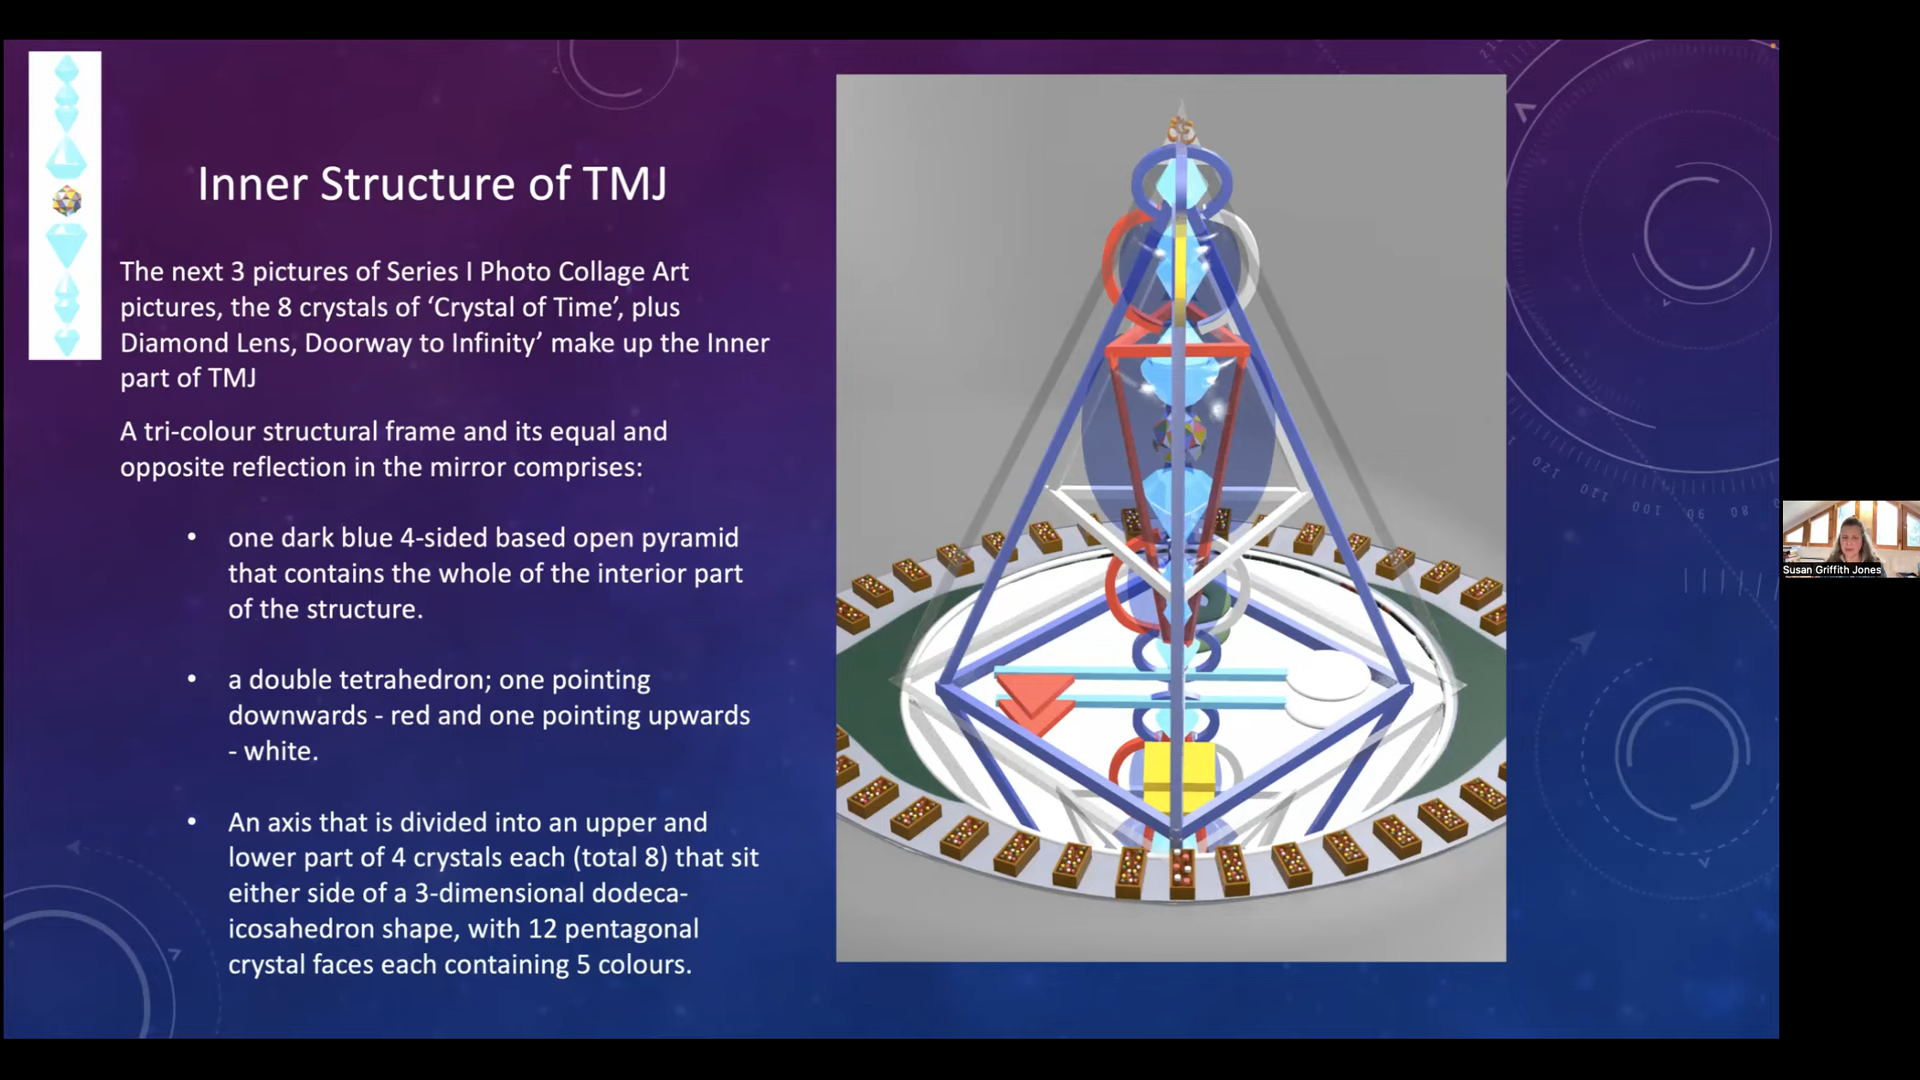 Inner Structure of TMJ
The next 3 pictures of Series I Photo Collage Art
pictures, the 8 crystals of ‘Crystal of Time’, plus
Diamond Lens, Doorway to Infinity’ make up the Inner
part of TMJ
A tri-colour structural frame and its equal and
opposite reflection in the mirror comprises:
• one dark blue 4-sided based open pyramid
that contains the whole of the interior part
of the structure.
• a double tetrahedron; one pointing
downwards - red and one pointing upwards
- white.
• An axis that is divided into an upper and
lower part of 4 crystals each (total 8) that sit
either side of a 3-dimensional dodeca-
icosahedron shape, with 12 pentagonal
crystal faces each containing 5 colours.
ॐ
210
120
110
100
90
80
Susan Griffith Jones